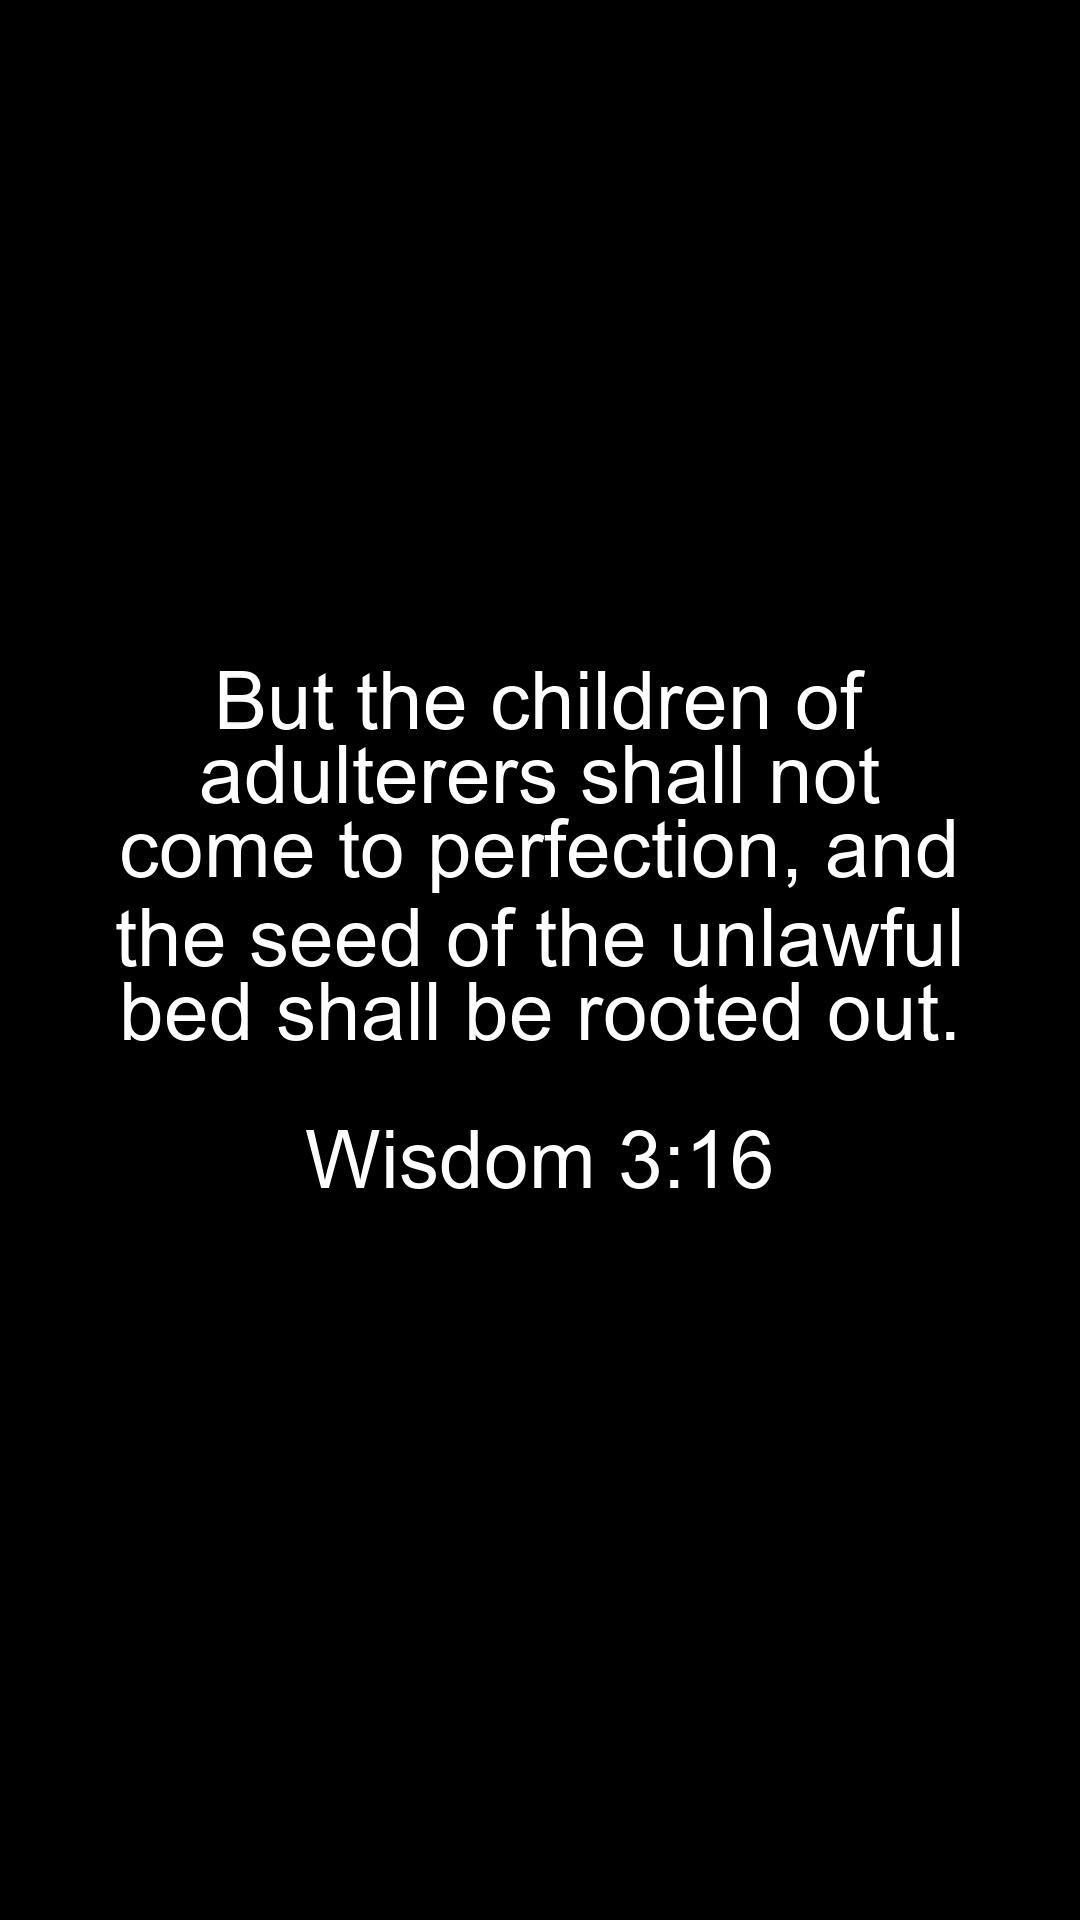 But the children of
adulterers shall not
come to perfection, and
the seed of the unlawful
bed shall be rooted out.
Wisdom 3:16